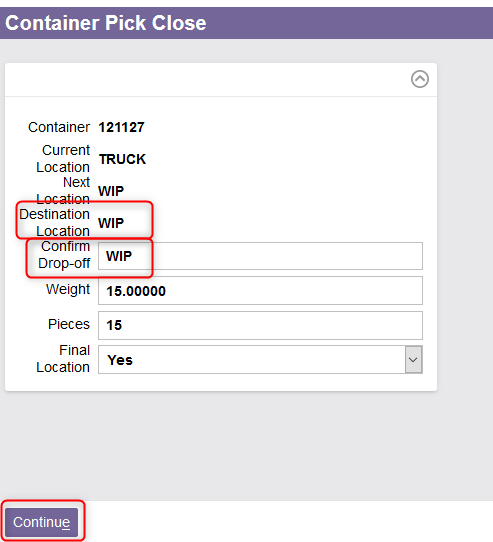 Container Pick Close
Container 121127
Current
Location TRUCK
Next
Location WIP
Destination
Location WIP
Confirm
Drop-off WIP
Weight 15.00000
Pieces 15
Final
Location Yes
Continue